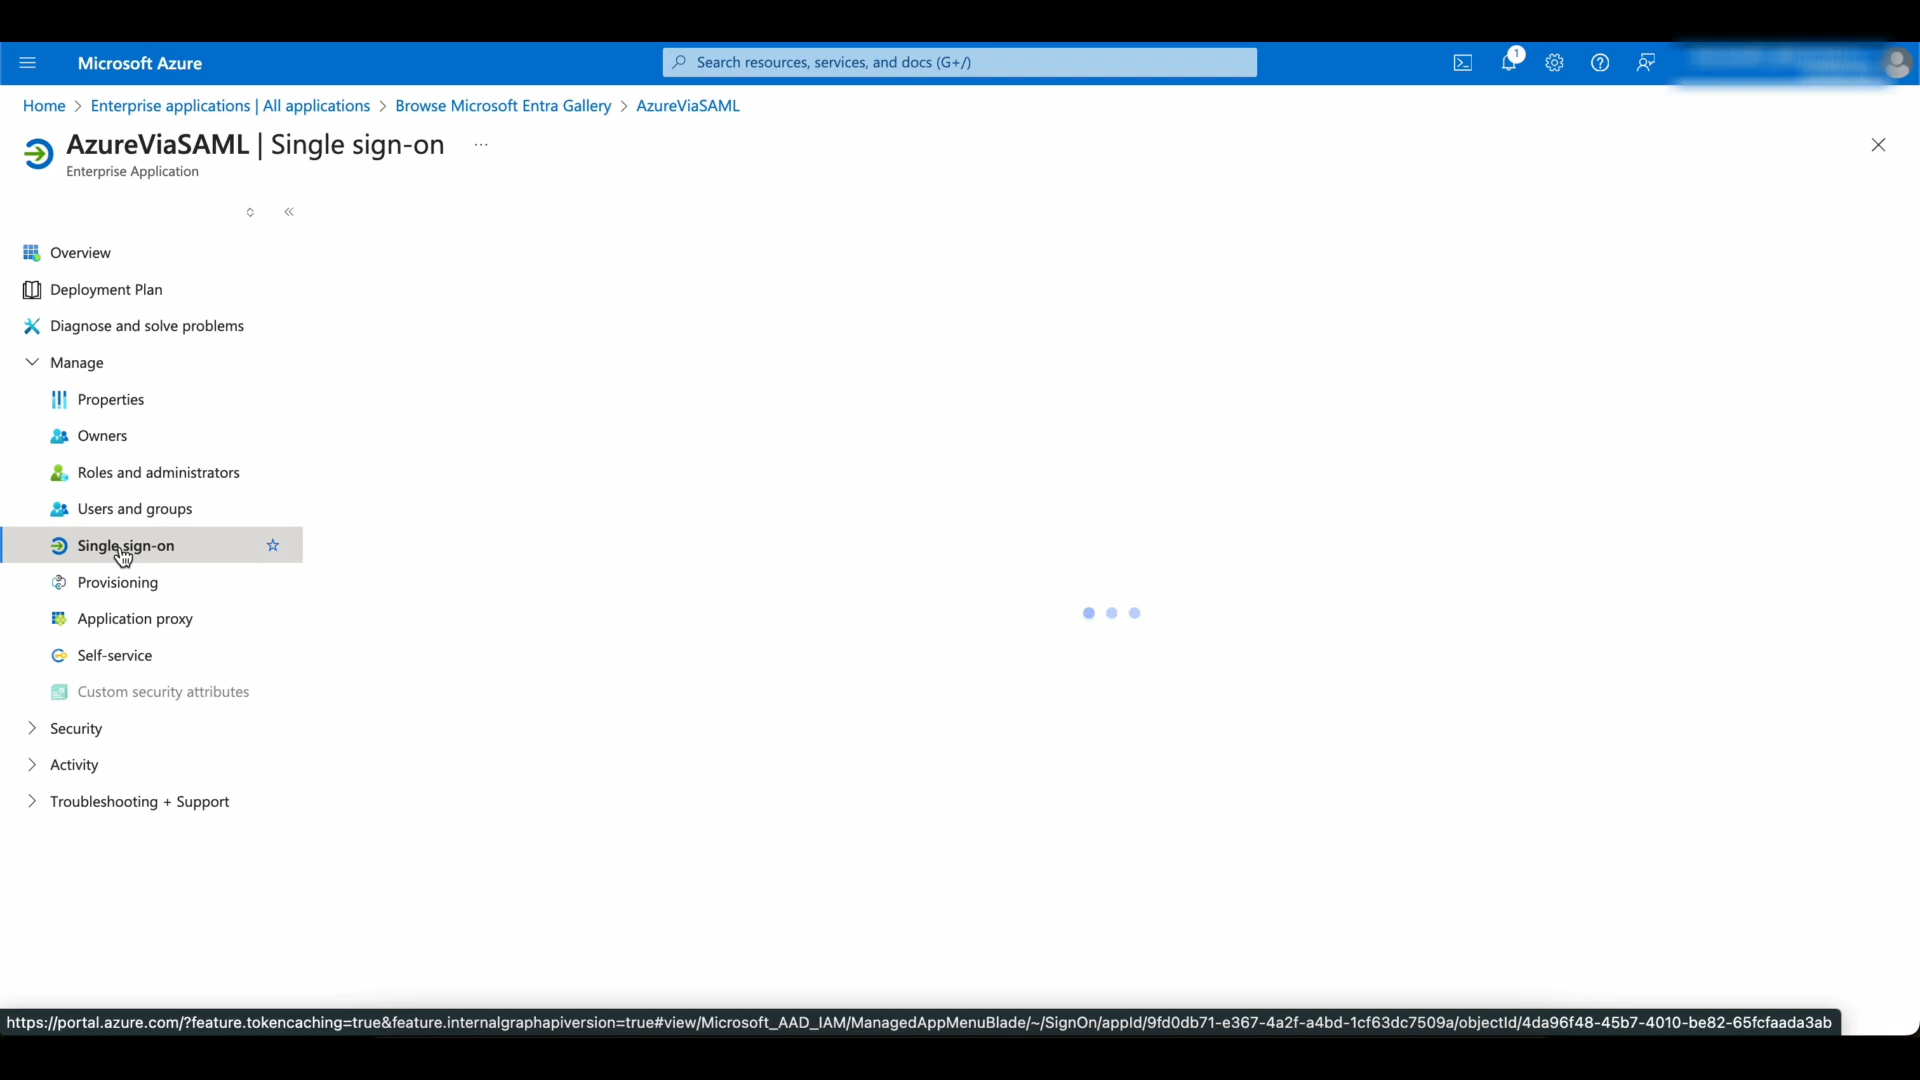 Microsoft Azure
Search resources, services, and docs (G+/)
1
Home > Enterprise applications | All applications > Browse Microsoft Entra Gallery > AzureViaSAML
AzureViaSAML | Single sign-on ...
Enterprise Application
Overview
Deployment Plan
Diagnose and solve problems
Manage
Properties
Owners
Roles and administrators
Users and groups
Single sign-on
Provisioning
Application proxy
Self-service
Custom security attributes
Security
Activity
Troubleshooting + Support
https://portal.azure.com/?feature.tokencaching=true&feature.internalgraphapiversion=true#view/Microsoft_AAD_IAM/ManagedAppMenuBlade/~/SignOn/appId/9fd0db71-e367-4a2f-a4bd-1cf63dc7509a/objectId/4da96f48-45b7-4010-be82-65fcfaada3ab